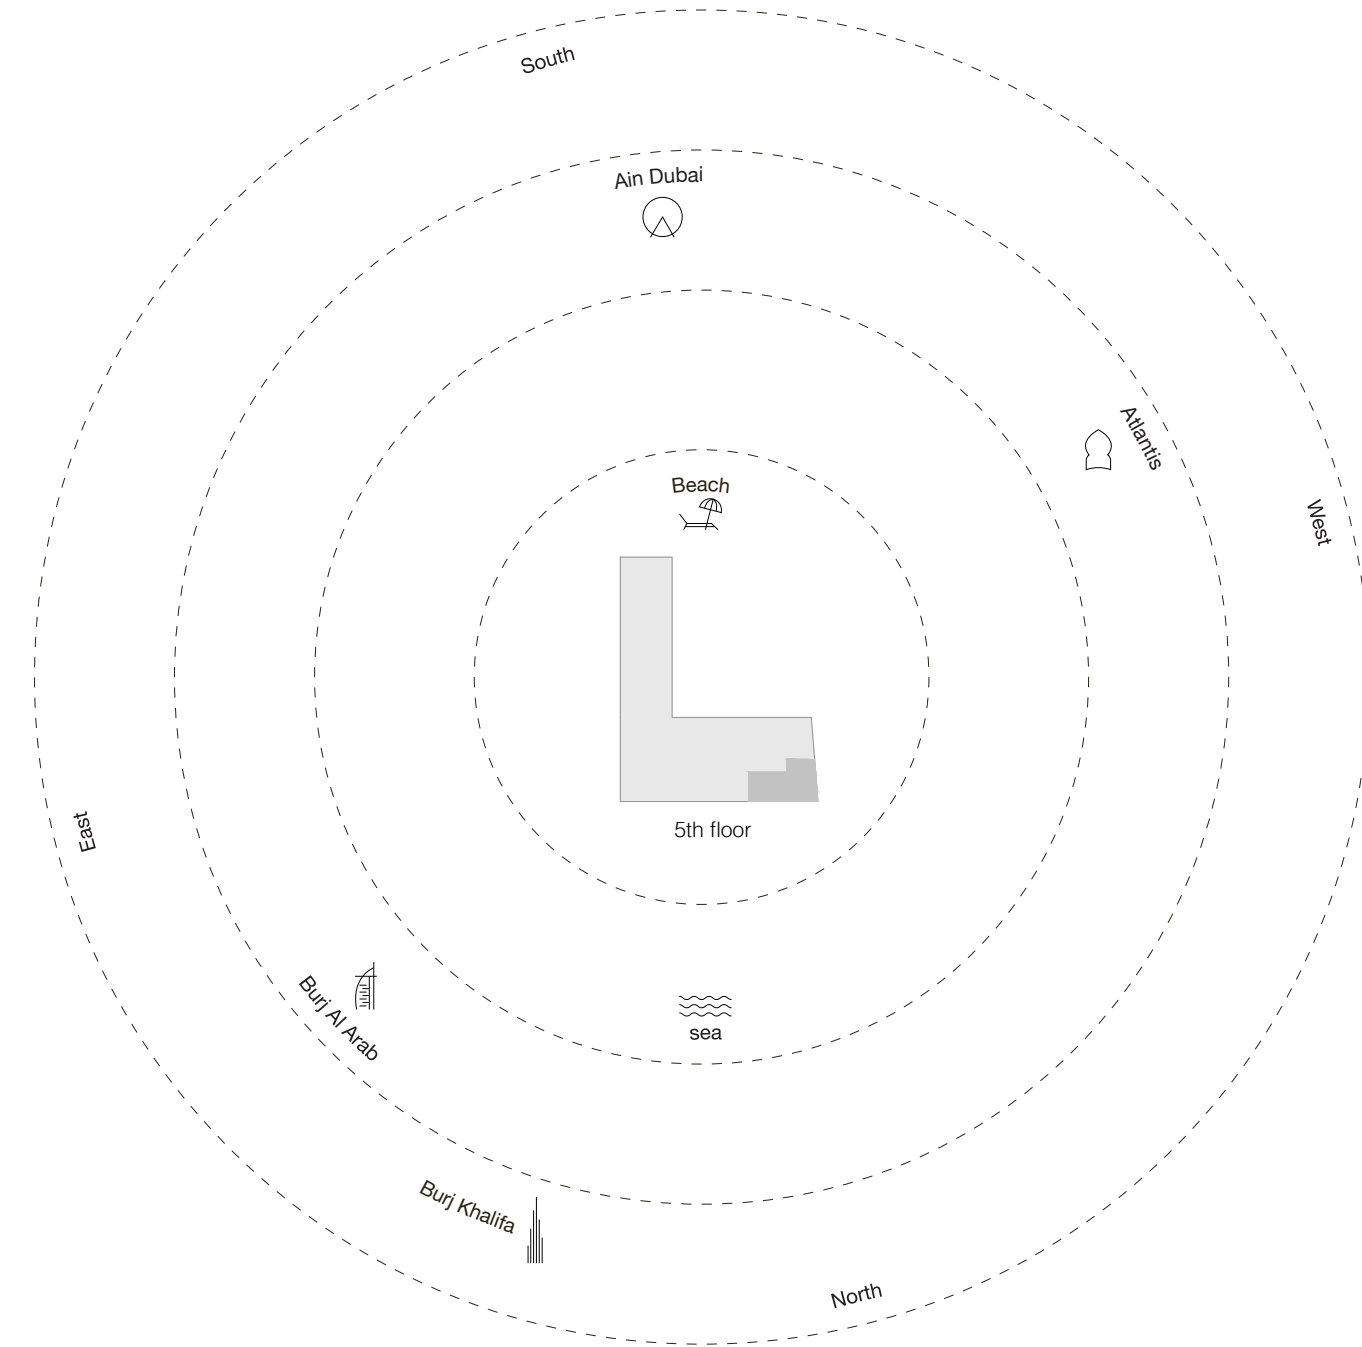 South
Ain Dubai
Atlantis
Beach
West
East
5th floor
Burj Al Arab
sea
Burj Khalifa
North